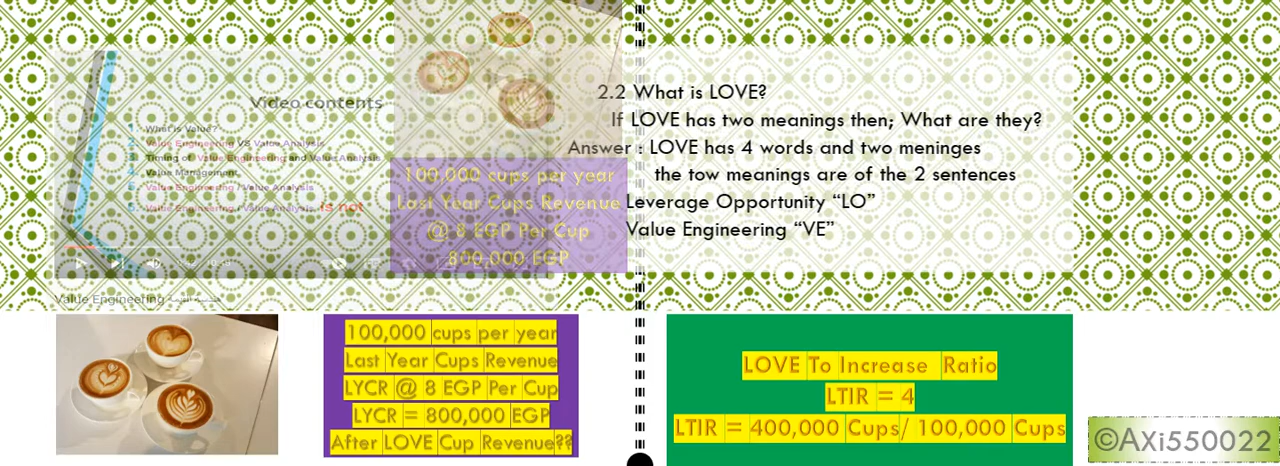 Video contents
What is Value?
Value Engineering VS Value Analysis
Timing of Value Engineering and Value Analysis
Value Management
Value Engineering / Value Analysis
Value Engineering / Value Analysis is not
100,000 cups per year
Last Year Cups Revenue
@ 8 EGP Per Cup
800,000 EGP
Value Engineering
2.2 What is LOVE?
If LOVE has two meanings then; What are they?
Answer : LOVE has 4 words and two meninges
the tow meanings are of the 2 sentences
Leverage Opportunity “LO”
Value Engineering “VE”
100,000 cups per year
Last Year Cups Revenue
LYCR @ 8 EGP Per Cup
LYCR = 800,000 EGP
After LOVE Cup Revenue??
LOVE To Increase Ratio
LTIR = 4
LTIR = 400,000 Cups/ 100,000 Cups
©AXi550022